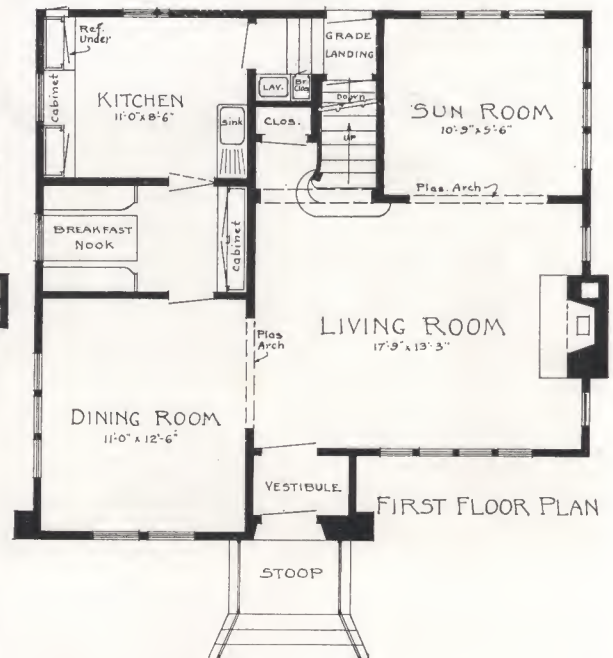 Ref.
Under
GRADE
LANDING
Cabinet
KITCHEN
11'-0" x 8'-6"
LAV.
Br.
Clos
Down
SUN ROOM
10'-9" x 9'-6"
Sink
CLOS.
UP
Plas. Arch
BREAKFAST
NOOK
Cabinet
Plas
Arch
LIVING ROOM
17'-9" x 13'-3"
DINING ROOM
11'-0" x 12'-6"
VESTIBULE
FIRST FLOOR PLAN
STOOP